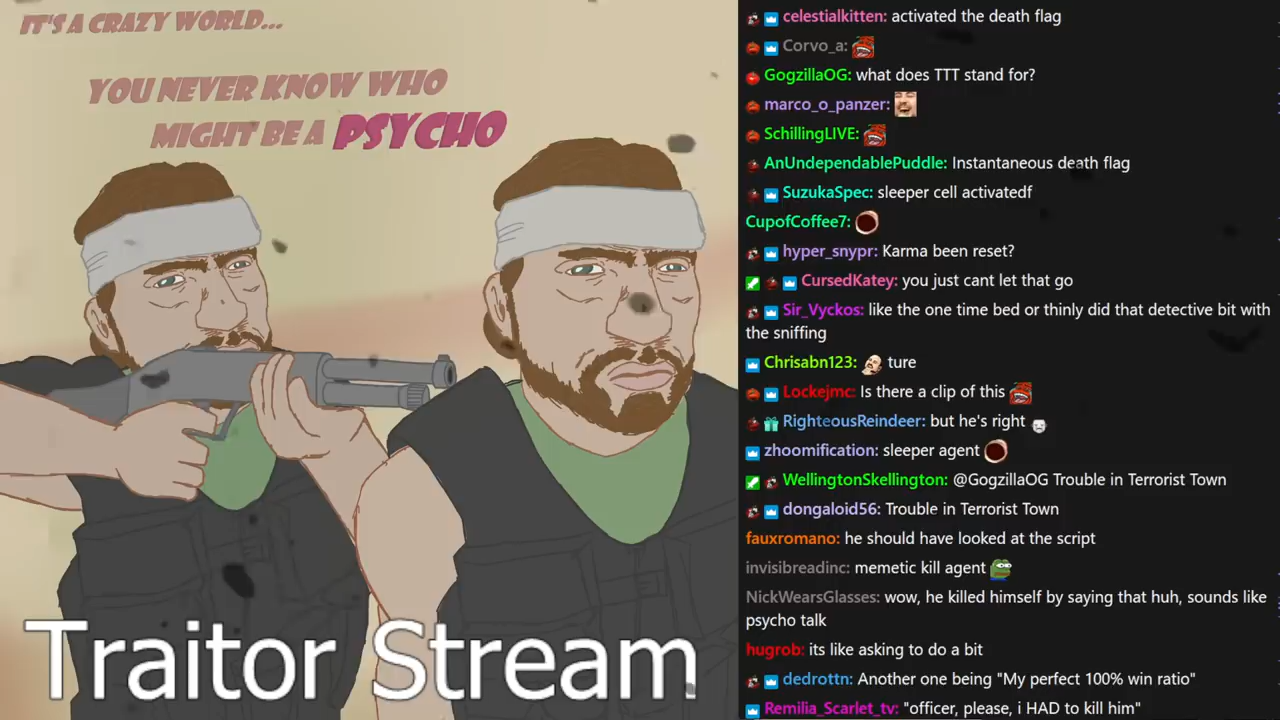 IT'S A CRAZY WORLD...
YOU NEVER KNOW WHO
MIGHT BE A PSYCHO
Traitor Stream
celestialkitten: activated the death flag
Corvo_a:
GogzillaOG: what does TTT stand for?
marco_o_panzer:
SchillingLIVE:
AnUndependablePuddle: Instantaneous death flag
SuzukaSpec: sleeper cell activatedf
CupofCoffee7:
hyper_snypr: Karma been reset?
CursedKatey: you just cant let that go
Sir_Vyckos: like the one time bed or thinly did that detective bit with
the sniffing
Chrisabn123: ture
Lockejmc: Is there a clip of this
RighteousReindeer: but he's right
zhoomification: sleeper agent
WellingtonSkellington: @GogzillaOG Trouble in Terrorist Town
dongaloid56: Trouble in Terrorist Town
fauxromano: he should have looked at the script
invisibreadinc: memetic kill agent
NickWearsGlasses: wow, he killed himself by saying that huh, sounds like
psycho talk
hugrob: its like asking to do a bit
dedrottn: Another one being "My perfect 100% win ratio"
Remilia_Scarlet_tv: "officer, please, i HAD to kill him"